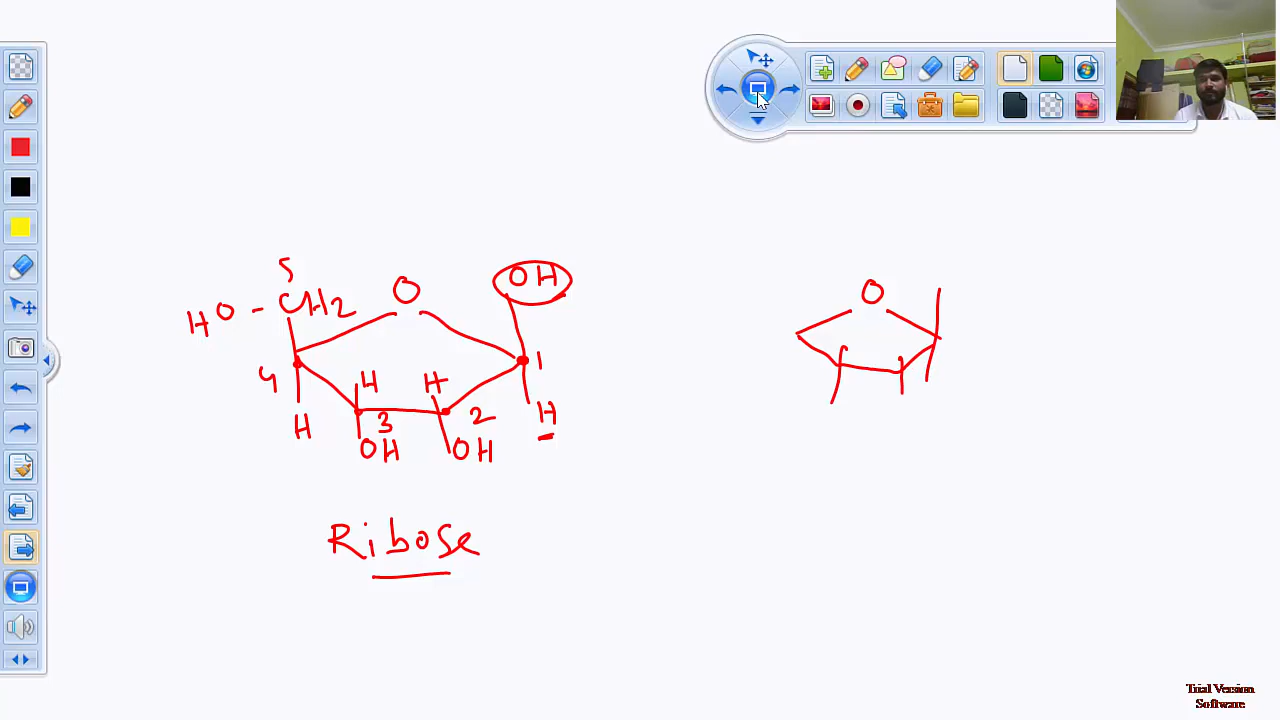 5
HO - CH2 O OH
1
4 H H
3 2 H
H OH OH
Ribose
O
Trial Version
Software